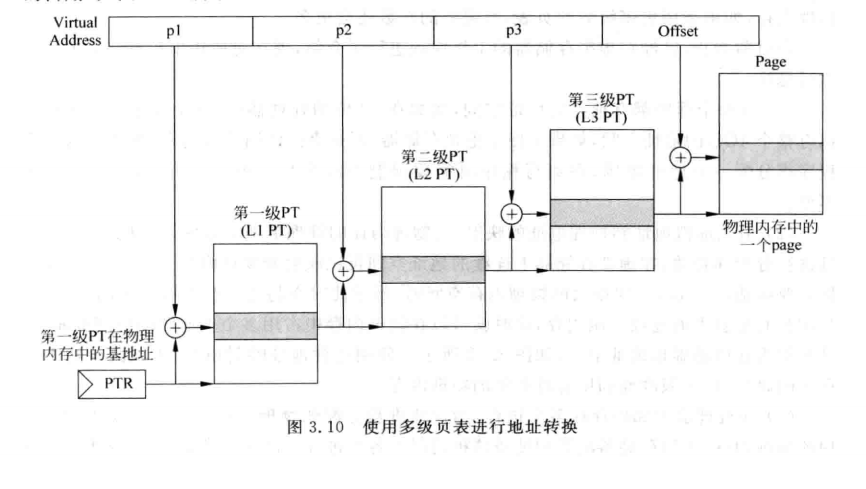 Virtual
Address
p1
p2
p3
Offset
Page
第三级PT
(L3 PT)
第二级PT
(L2 PT)
第一级PT
(L1 PT)
物理内存中的
一个page
第一级PT在物理
内存中的基地址
PTR
图 3.10 使用多级页表进行地址转换